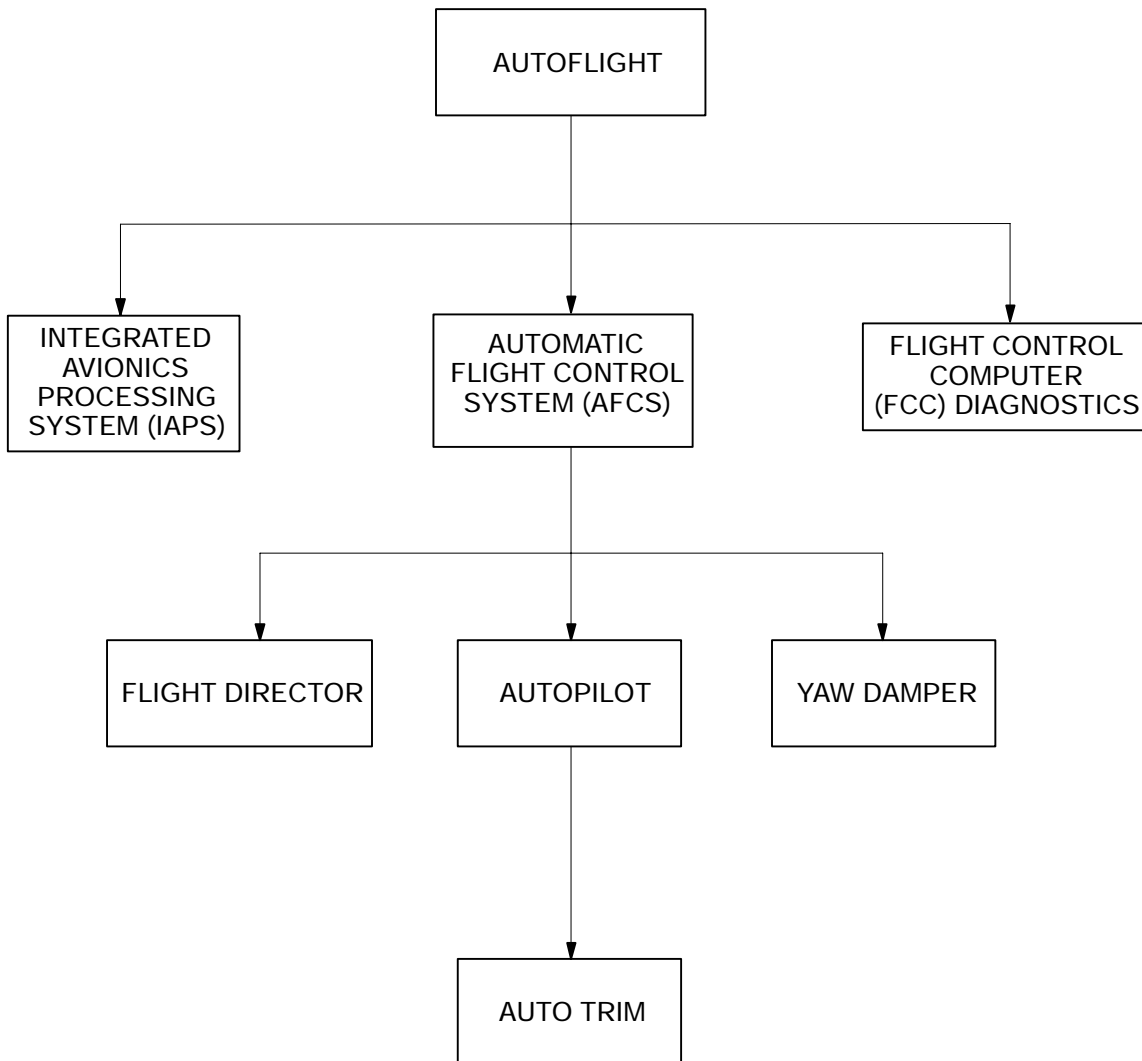 AUTOFLIGHT
INTEGRATED
AVIONICS
PROCESSING
SYSTEM (IAPS)
AUTOMATIC
FLIGHT CONTROL
SYSTEM (AFCS)
FLIGHT CONTROL
COMPUTER
(FCC) DIAGNOSTICS
FLIGHT DIRECTOR
AUTOPILOT
YAW DAMPER
AUTO TRIM